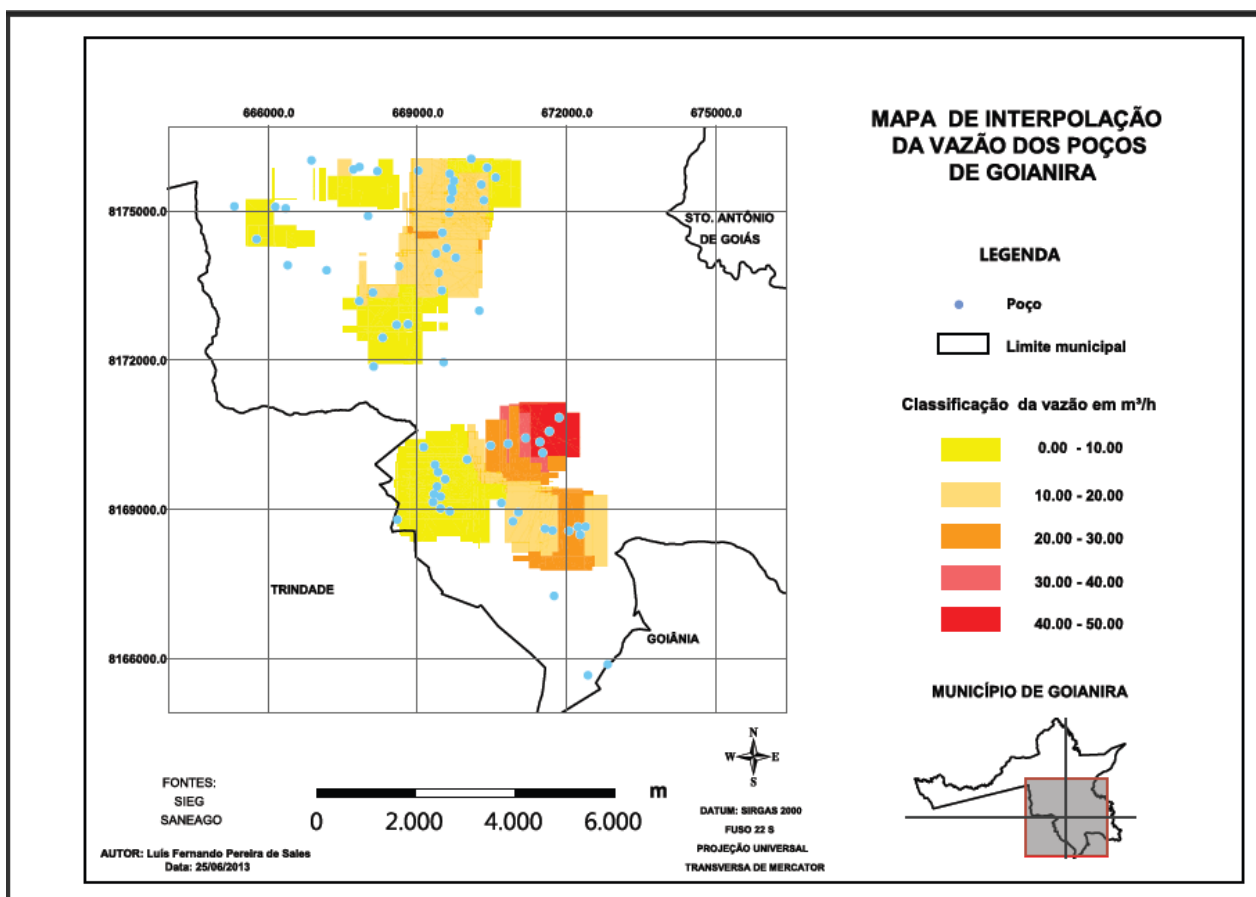 MAPA DE INTERPOLAÇÃO
DA VAZÃO DOS POÇOS
DE GOIANIRA
666000.0
669000.0
672000.0
675000.0
8175000.0
8172000.0
8169000.0
8166000.0
STO. ANTÔNIO
DE GOIÁS
TRINDADE
GOIÂNIA
LEGENDA
Poço
Limite municipal
Classificação da vazão em m³/h
0.00 - 10.00
10.00 - 20.00
20.00 - 30.00
30.00 - 40.00
40.00 - 50.00
MUNICÍPIO DE GOIANIRA
N
W E
S
FONTES:
SIEG
SANEAGO
m
0 2.000 4.000 6.000
DATUM: SIRGAS 2000
FUSO 22 S
PROJEÇÃO UNIVERSAL
TRANSVERSA DE MERCATOR
AUTOR: Luís Fernando Pereira de Sales
Data: 25/06/2013